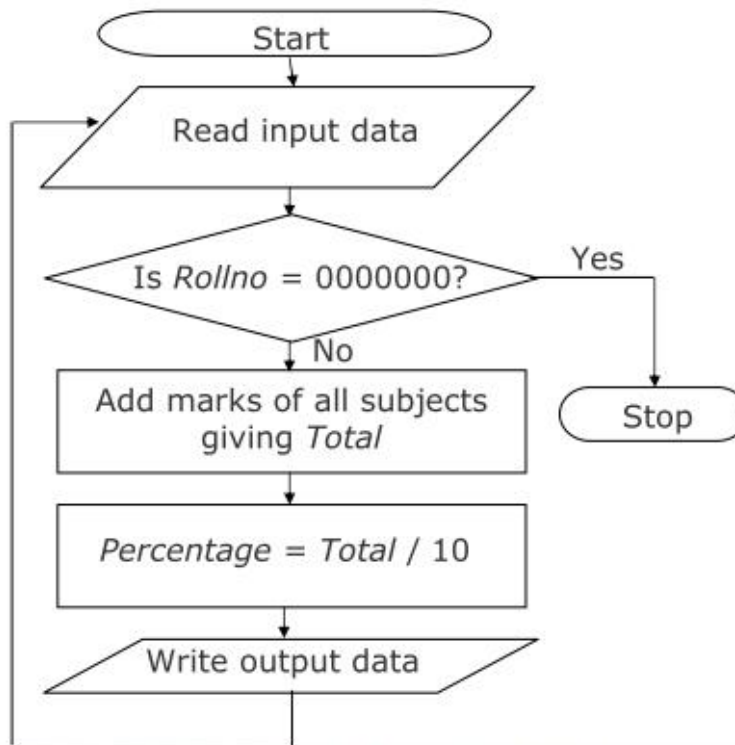 Start
Read input data
Is Rollno = 0000000?
Yes
No
Add marks of all subjects
giving Total
Stop
Percentage = Total / 10
Write output data